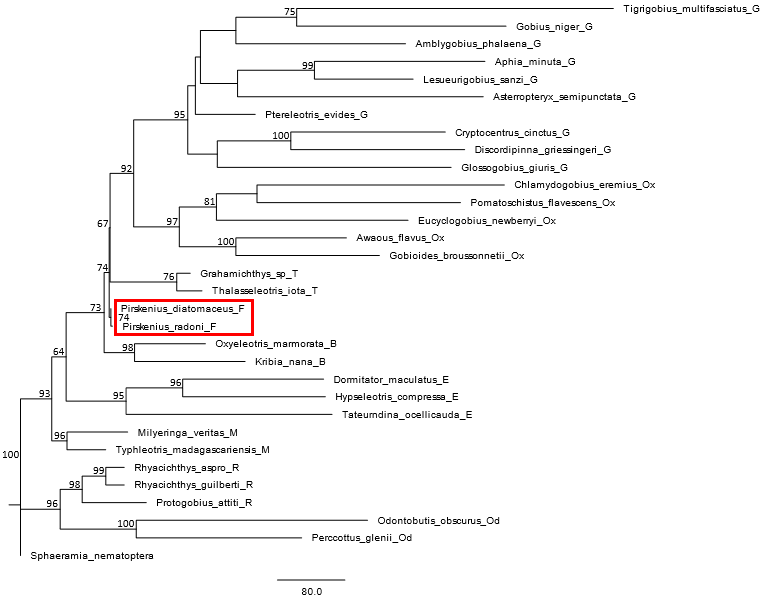 Tigrigobius_multifasciatus_G
75
Gobius_niger_G
Amblygobius_phalaena_G
Aphia_minuta_G
99
Lesueurigobius_sanzi_G
Asterropteryx_semipunctata_G
95
Ptereleotris_evides_G
Cryptocentrus_cinctus_G
100
Discordipinna_griessingeri_G
92
Glossogobius_giuris_G
Chlamydogobius_eremius_Ox
81
Pomatoschistus_flavescens_Ox
97
Eucyclogobius_newberryi_Ox
67
Awaous_flavus_Ox
100
Gobioides_broussonnetii_Ox
74
Grahamichthys_sp_T
76
Thalasseleotris_iota_T
73
Pirskenius_diatomaceus_F
74
Pirskenius_radoni_F
Oxyeleotris_marmorata_B
98
64
Kribia_nana_B
Dormitator_maculatus_E
96
93
95
Hypseleotris_compressa_E
Tateurndina_ocellicauda_E
Milyeringa_veritas_M
96
Typhleotris_madagascariensis_M
100
Rhyacichthys_aspro_R
99
98
Rhyacichthys_guilberti_R
96
Protogobius_attiti_R
Odontobutis_obscurus_Od
100
Perccottus_glenii_Od
Sphaeramia_nematoptera
80.0